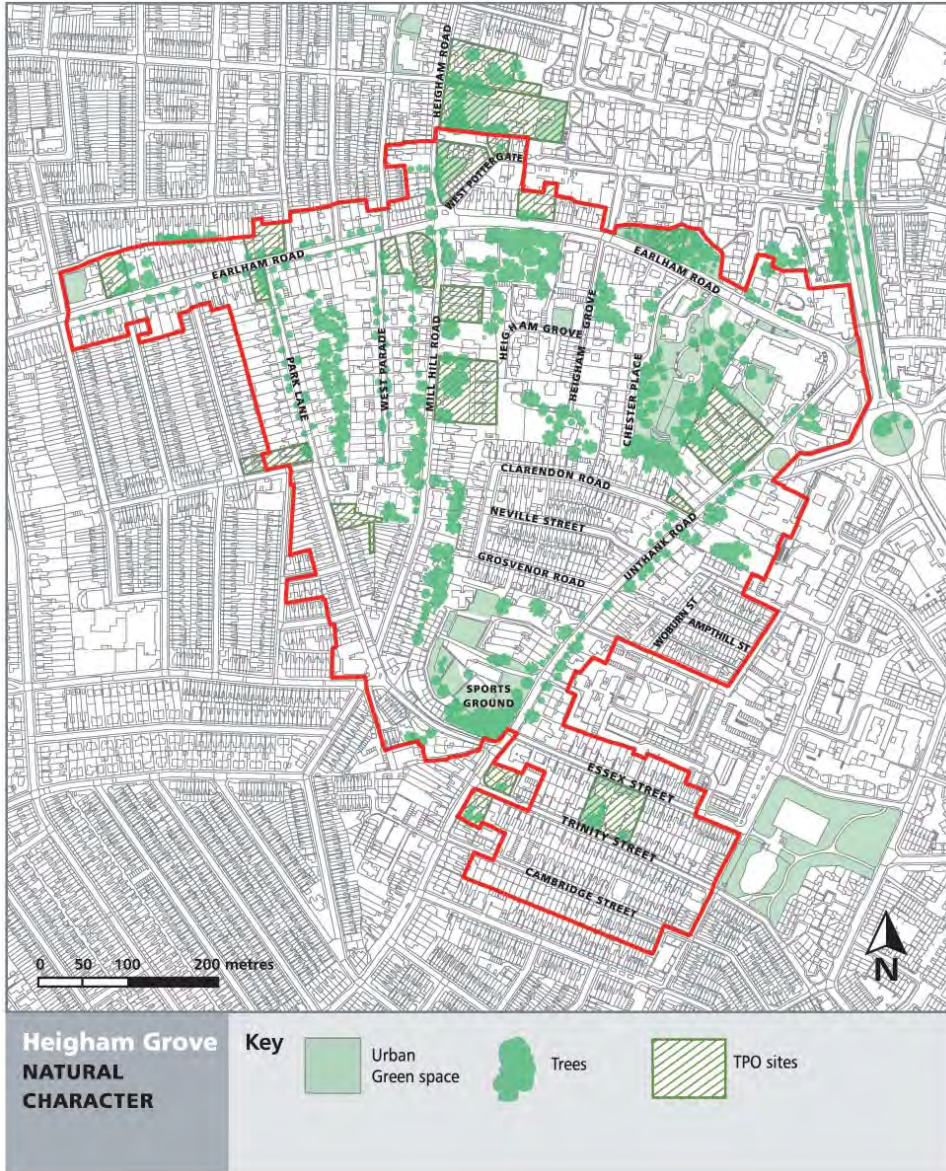 HEIGHAM ROAD
WEST POTTERGATE
EARLHAM ROAD
EARLHAM ROAD
PARK LANE
WEST PARADE
MILL HILL ROAD
HEIGHAM GROVE
HEIGHAM GROVE
CHESTER PLACE
CLARENDON ROAD
NEVILLE STREET
GROSVENOR ROAD
UNTHANK ROAD
WOBURN ST
AMPTHILL ST
SPORTS
GROUND
ESSEX STREET
TRINITY STREET
CAMBRIDGE STREET
0 50 100 200 metres
N
Heigham Grove
NATURAL
CHARACTER
Key
Urban
Green space
Trees
TPO sites